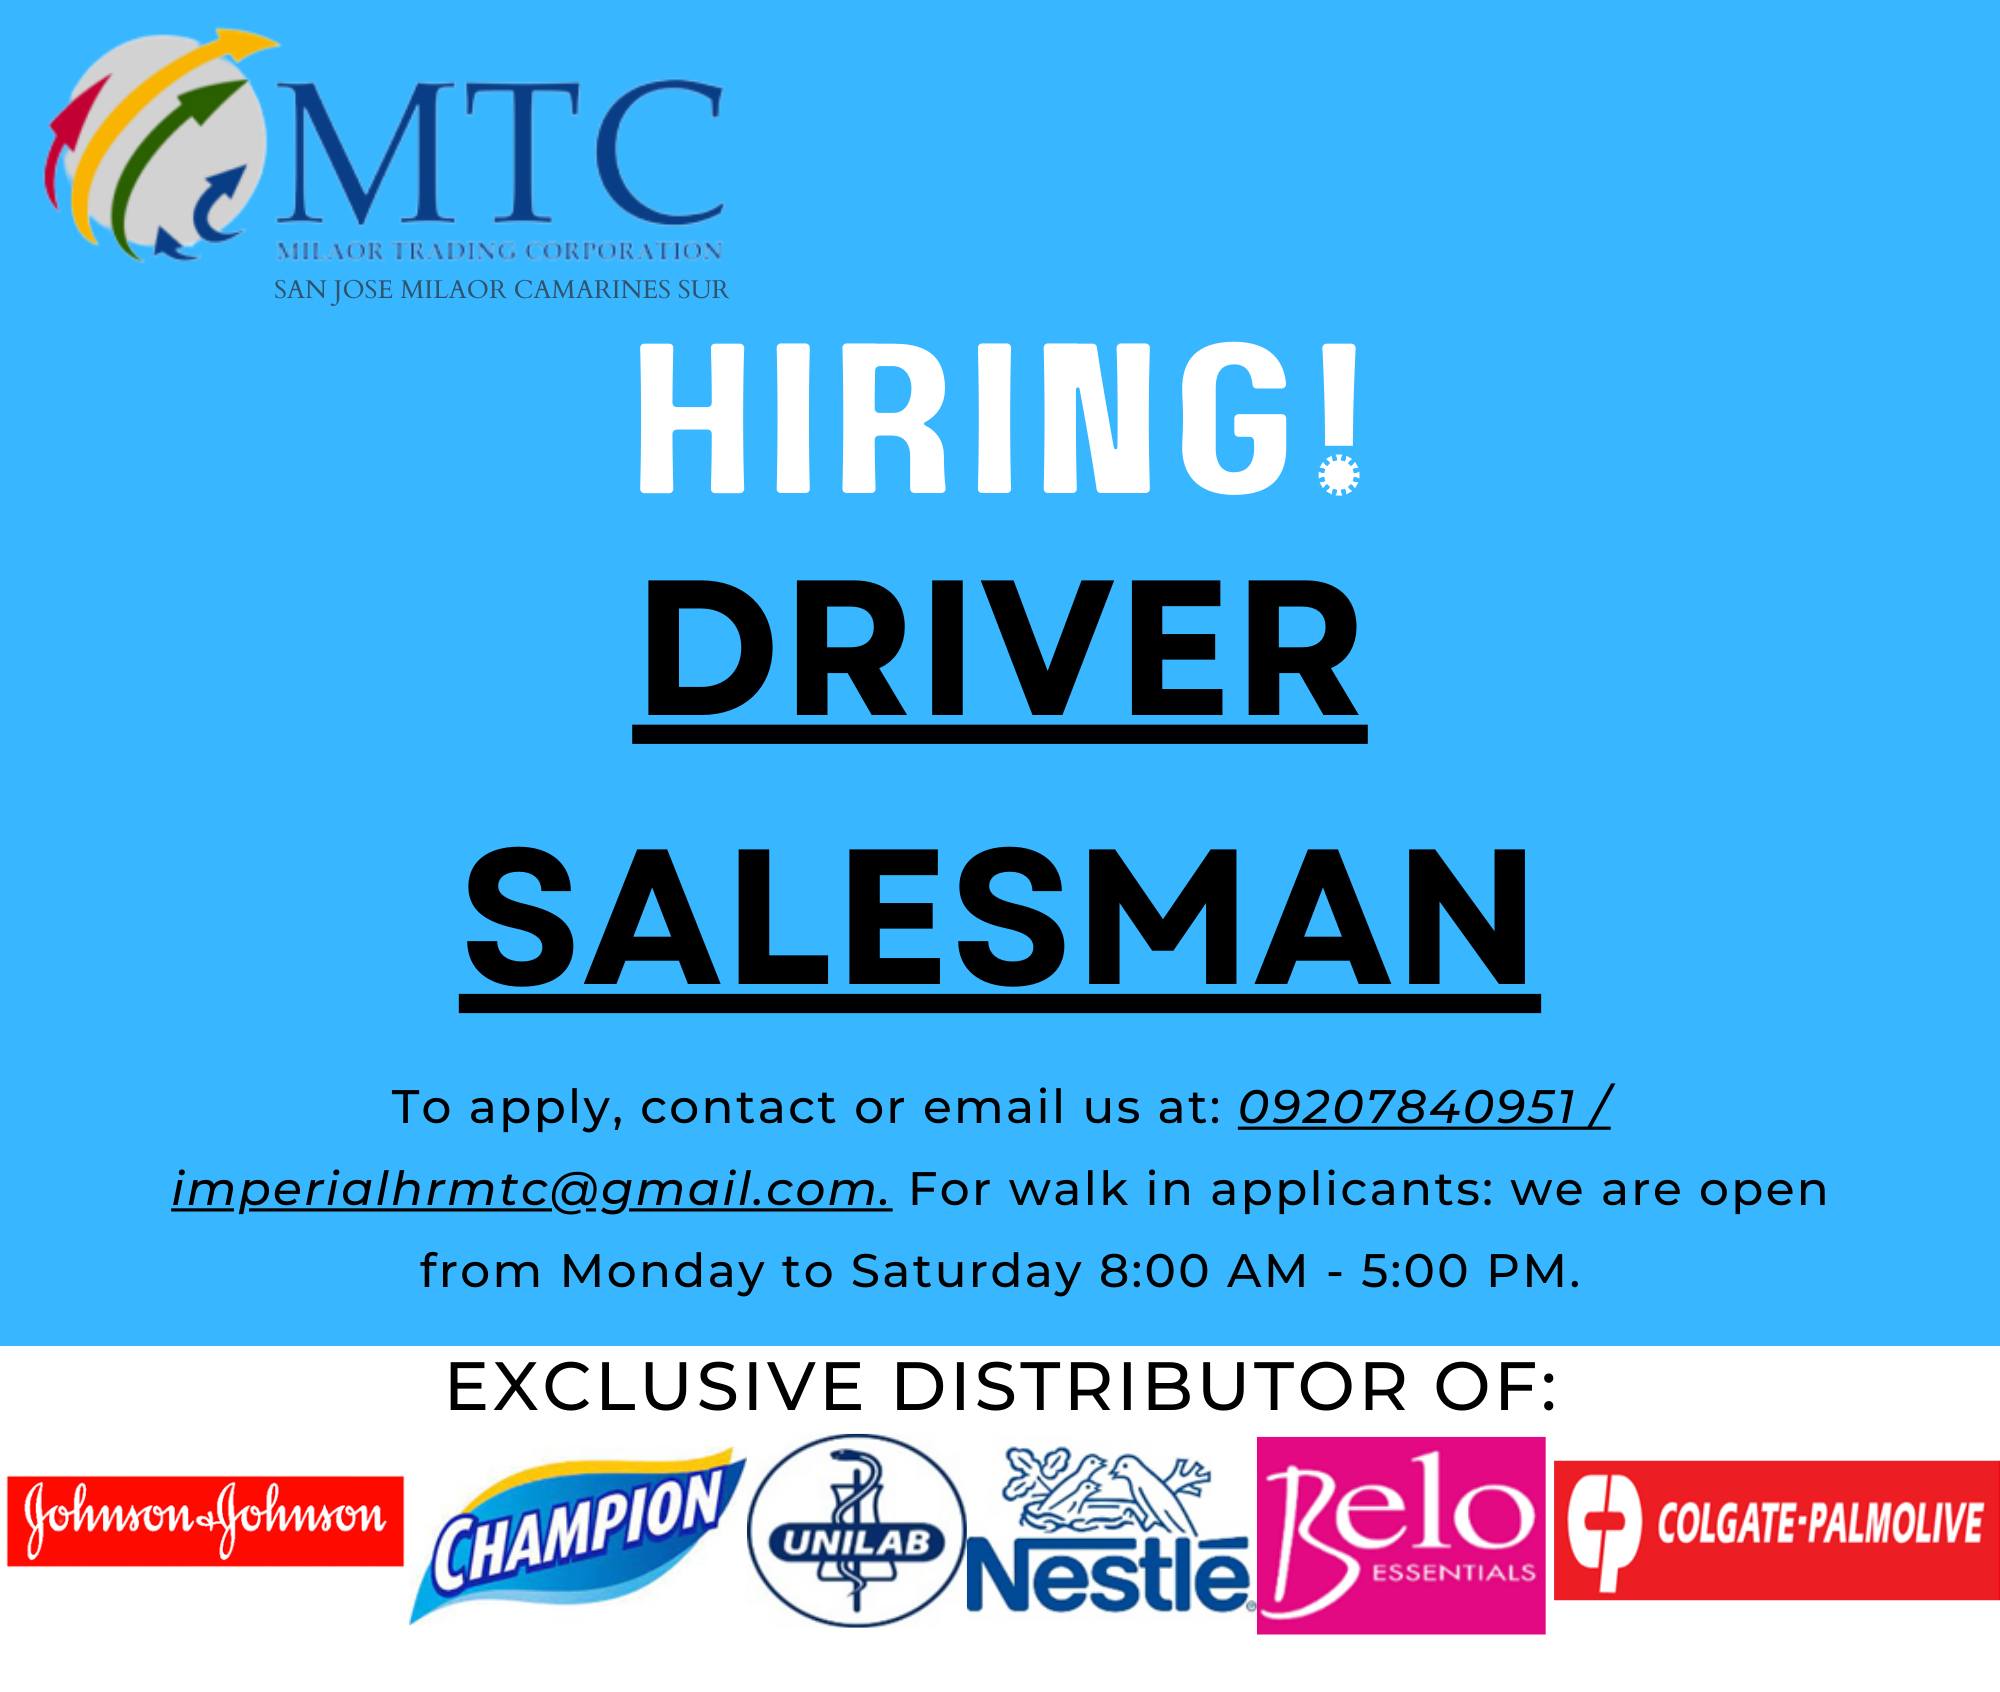 MTC
MILAOR TRADING CORPORATION
SAN JOSE MILAOR CAMARINES SUR
HIRING!
DRIVER
SALESMAN
To apply, contact or email us at: 09207840951 /
imperialhrmtc@gmail.com. For walk in applicants: we are open
from Monday to Saturday 8:00 AM - 5:00 PM.
EXCLUSIVE DISTRIBUTOR OF:
Johnson & Johnson
CHAMPION
UNILAB
Nestlé
Belo
ESSENTIALS
CP COLGATE-PALMOLIVE